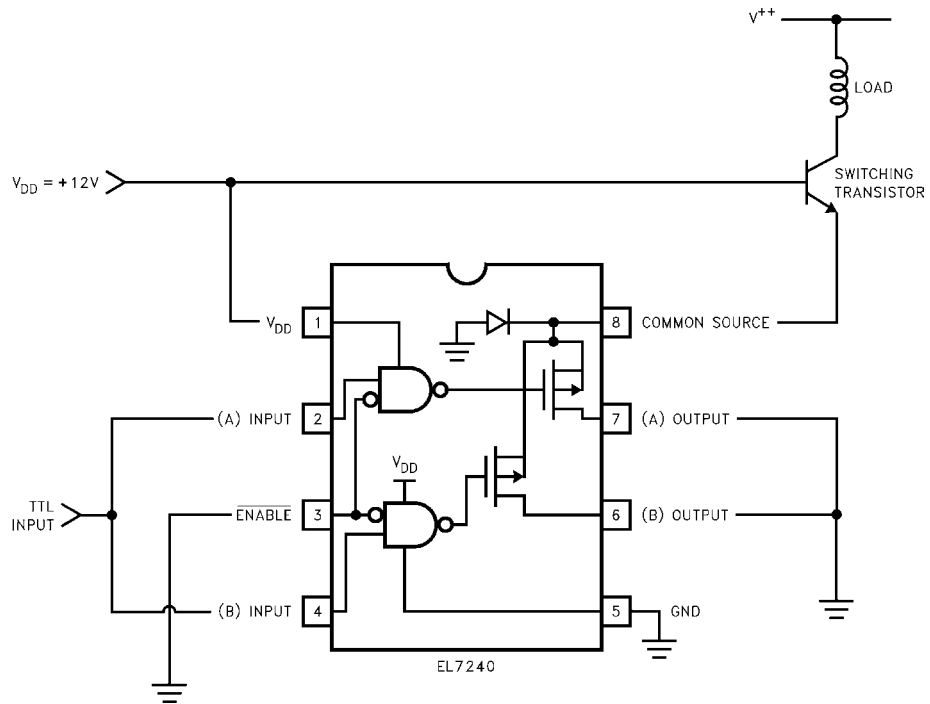 V++
LOAD
VDD = +12V
SWITCHING
TRANSISTOR
VDD
1
8
COMMON SOURCE
(A) INPUT
2
7
(A) OUTPUT
VDD
TTL
INPUT
ENABLE
3
6
(B) OUTPUT
(B) INPUT
4
5
GND
EL7240